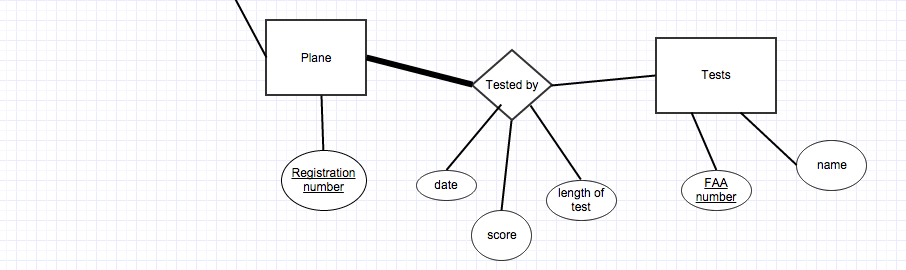 Plane
Tested by
Tests
Registration
number
date
score
length of
test
FAA
number
name